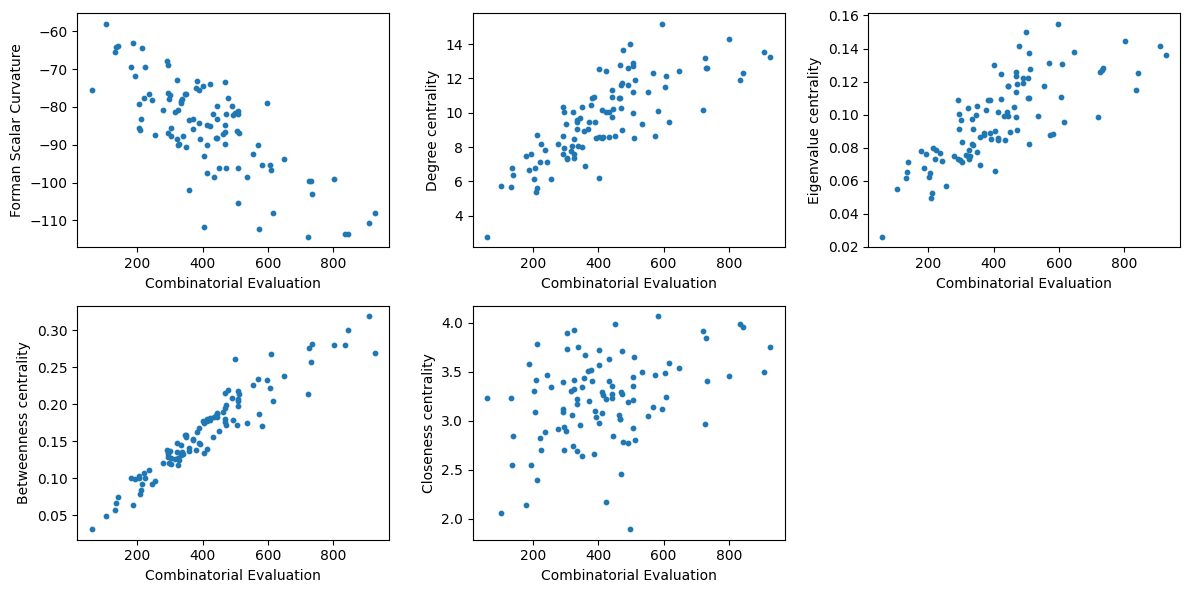 −60
−70
−80
−90
−100
−110
Forman Scalar Curvature
200 400 600 800
Combinatorial Evaluation
14
12
10
8
6
4
Degree centrality
200 400 600 800
Combinatorial Evaluation
0.16
0.14
0.12
0.10
0.08
0.06
0.04
0.02
Eigenvalue centrality
200 400 600 800
Combinatorial Evaluation
0.30
0.25
0.20
0.15
0.10
0.05
Betweenness centrality
200 400 600 800
Combinatorial Evaluation
4.0
3.5
3.0
2.5
2.0
Closeness centrality
200 400 600 800
Combinatorial Evaluation